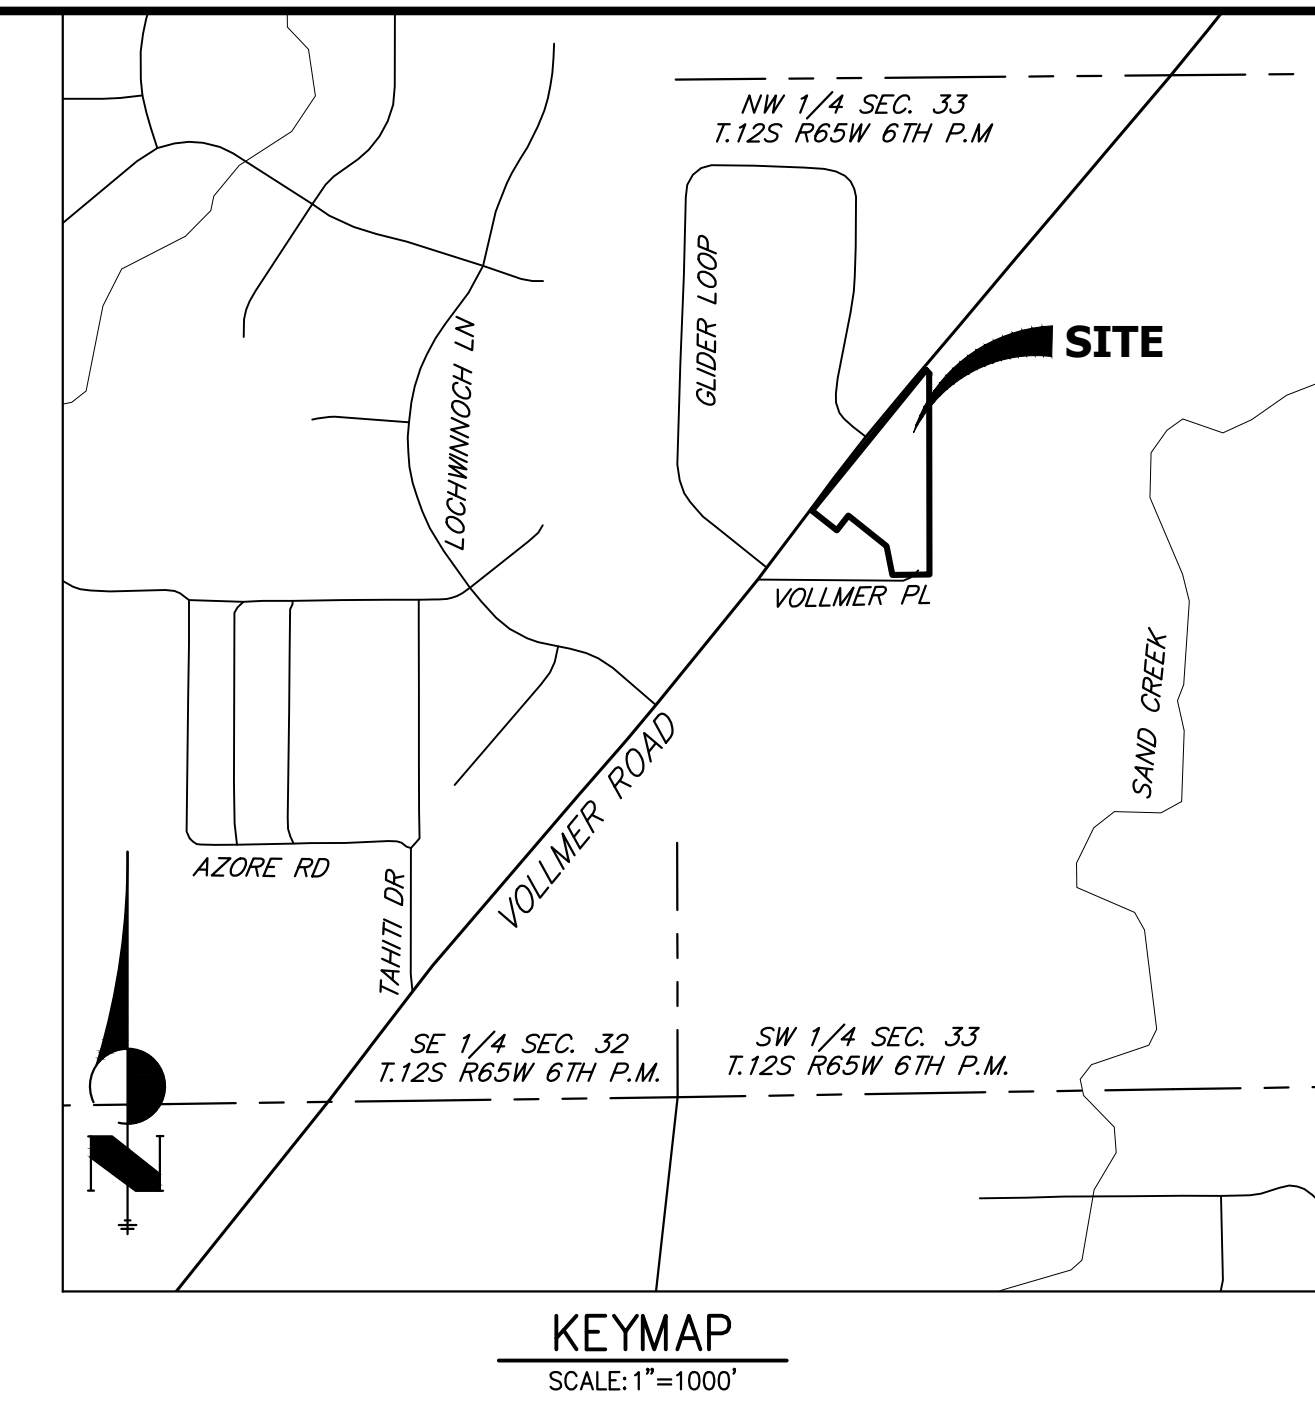 NW 1/4 SEC. 33
T.12S R65W 6TH P.M
GLIDER LOOP
SITE
LOCHWINNOCH LN
VOLLMER PL
SAND CREEK
VOLLMER ROAD
AZORE RD
TAHITI DR
SE 1/4 SEC. 32
T.12S R65W 6TH P.M.
SW 1/4 SEC. 33
T.12S R65W 6TH P.M.
N
KEYMAP
SCALE: 1"=1000'